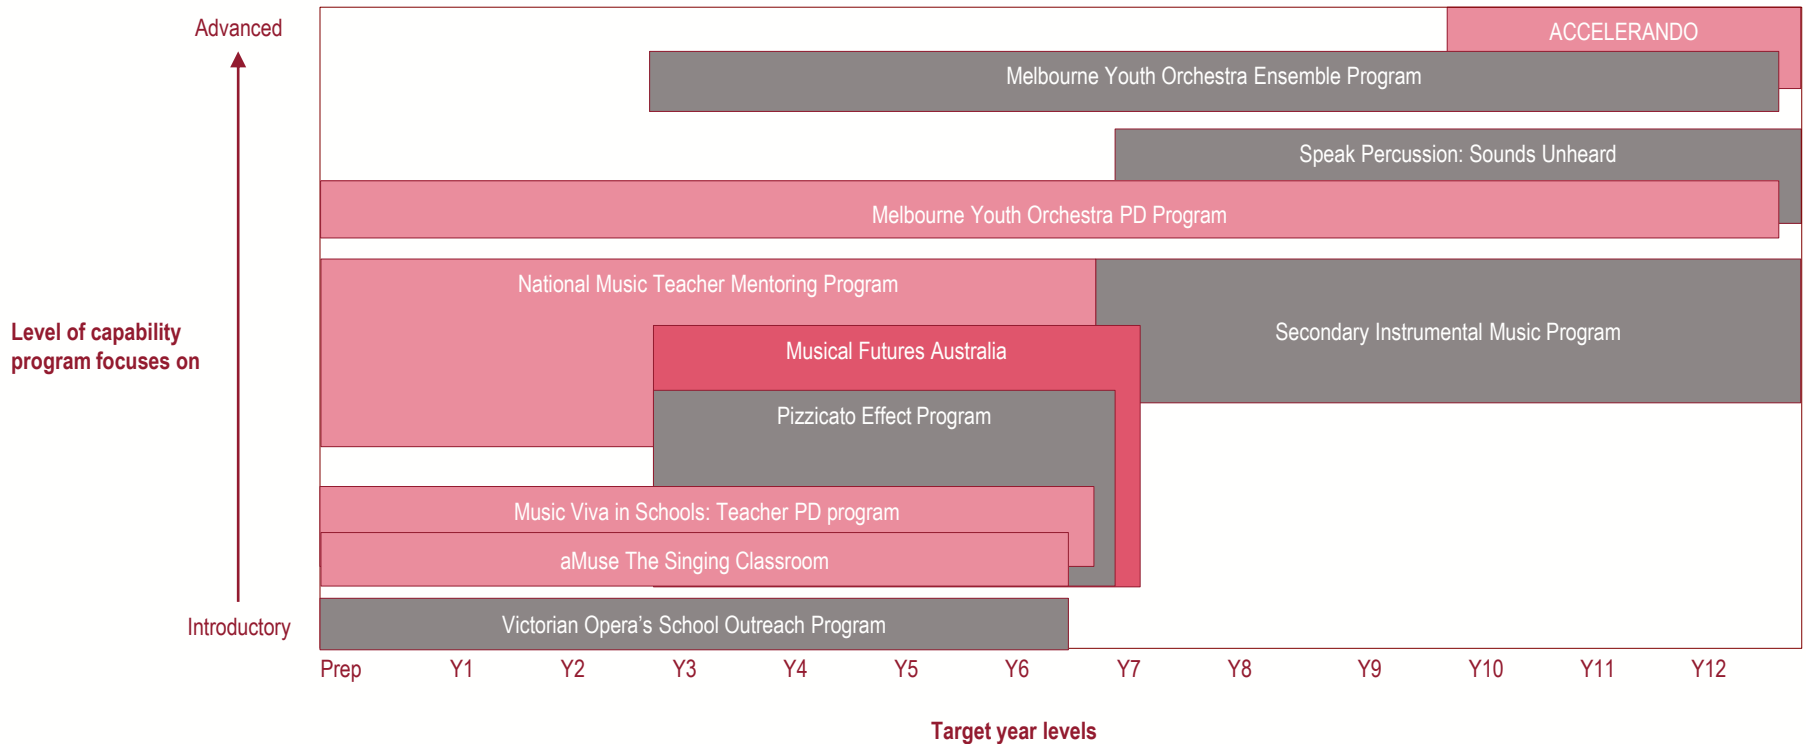 Advanced
ACCELERANDO
Melbourne Youth Orchestra Ensemble Program
Speak Percussion: Sounds Unheard
Melbourne Youth Orchestra PD Program
National Music Teacher Mentoring Program
Level of capability
program focuses on
Secondary Instrumental Music Program
Musical Futures Australia
Pizzicato Effect Program
Music Viva in Schools: Teacher PD program
aMuse The Singing Classroom
Introductory
Victorian Opera’s School Outreach Program
Prep Y1 Y2 Y3 Y4 Y5 Y6 Y7 Y8 Y9 Y10 Y11 Y12
Target year levels